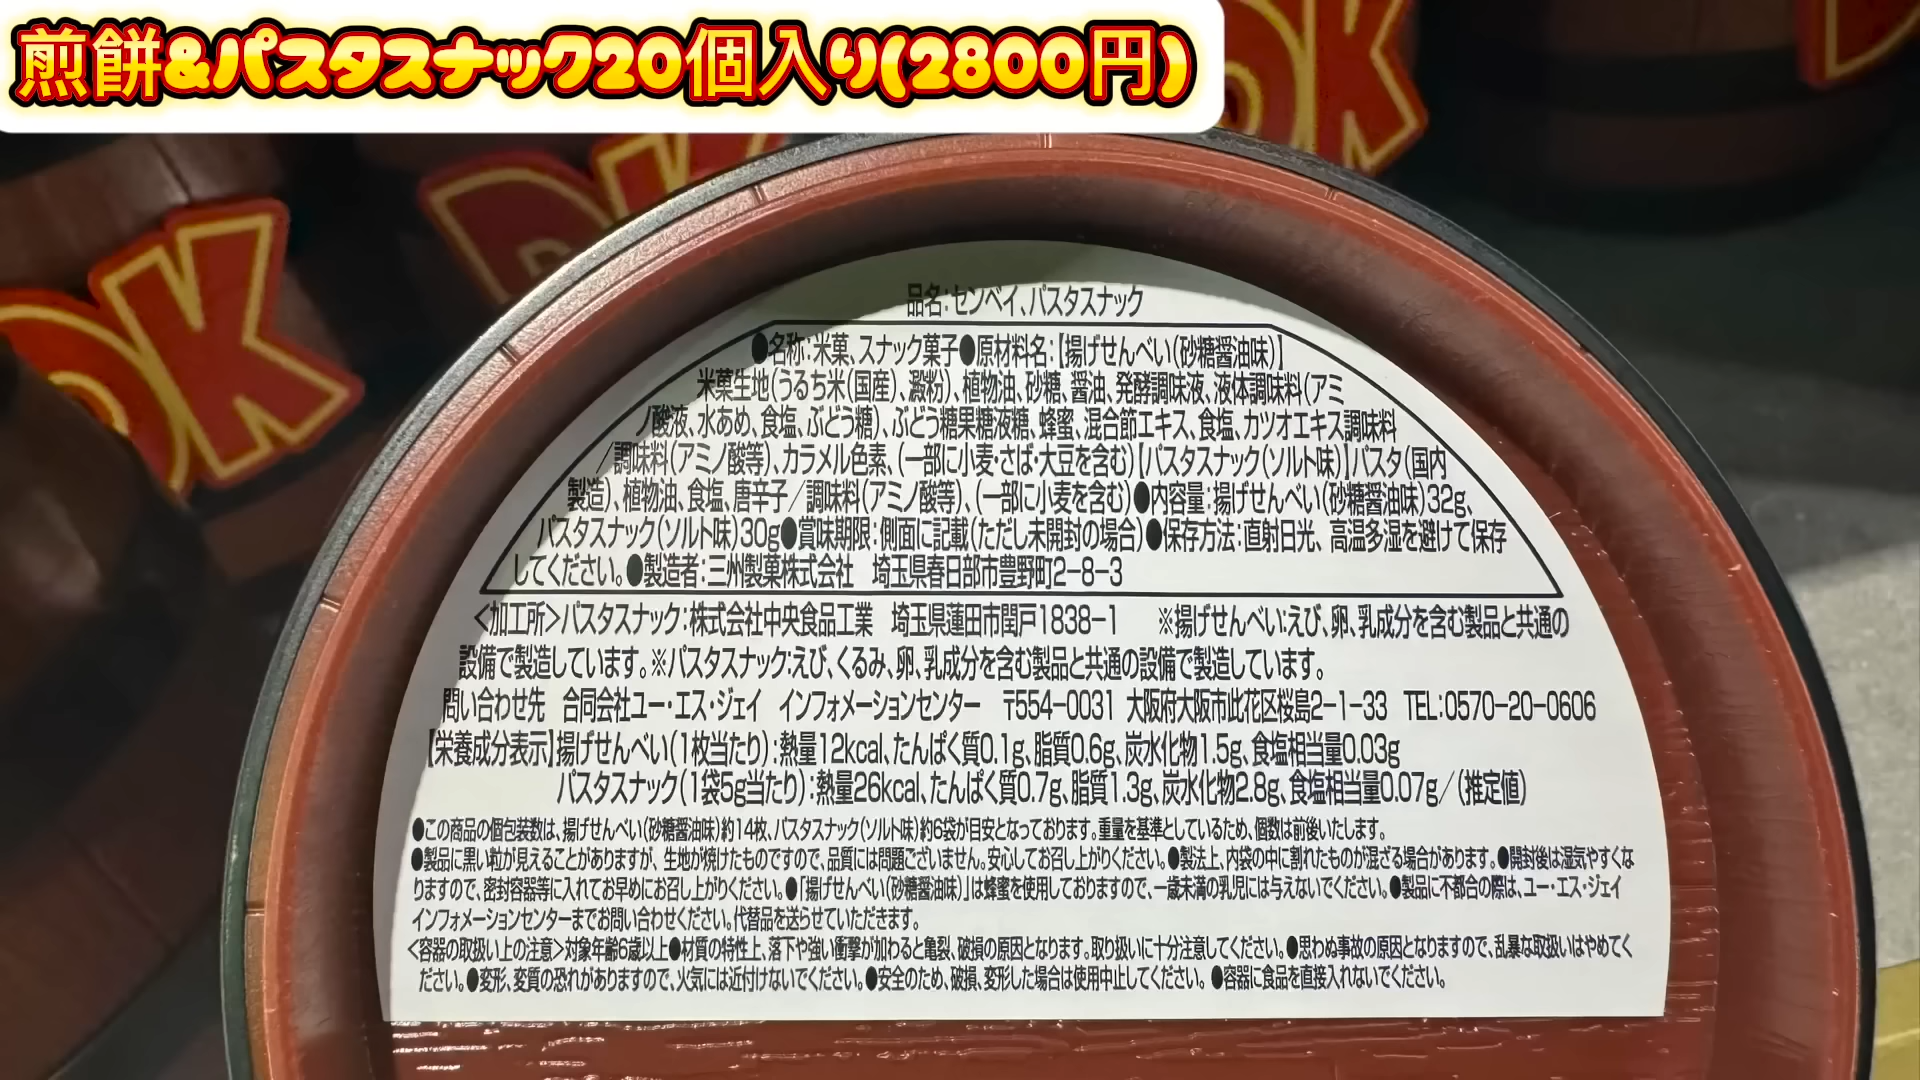 煎餅&パスタスナック20個入り(2800円)
DK
DK
DK
品名:センベイ、パスタスナック
●名称:米菓、スナック菓子●原材料名:【揚げせんべい(砂糖醤油味)】
米菓生地(うるち米(国産)、澱粉)、植物油、砂糖、醤油、発酵調味液、液体調味料(アミ
ノ酸液、水あめ、食塩、ぶどう糖)、ぶどう糖果糖液糖、蜂蜜、混合節エキス、食塩、カツオエキス調味料
/調味料(アミノ酸等)、カラメル色素、(一部に小麦・さば・大豆を含む)【パスタスナック(ソルト味)】パスタ(国内
製造)、植物油、食塩、唐辛子/調味料(アミノ酸等)、(一部に小麦を含む)●内容量:揚げせんべい(砂糖醤油味)32g、
パスタスナック(ソルト味)30g●賞味期限:側面に記載(ただし未開封の場合)●保存方法:直射日光、高温多湿を避けて保存
してください。●製造者:三州製菓株式会社 埼玉県春日部市豊野町2-8-3
<加工所>パスタスナック:株式会社中央食品工業 埼玉県蓮田市閏戸1838-1 ※揚げせんべい:えび、卵、乳成分を含む製品と共通の
設備で製造しています。※パスタスナック:えび、くるみ、卵、乳成分を含む製品と共通の設備で製造しています。
問い合わせ先 合同会社ユー・エス・ジェイ インフォメーションセンター 〒554-0031 大阪府大阪市此花区桜島2-1-33 TEL:0570-20-0606
【栄養成分表示】揚げせんべい(1枚当たり):熱量12kcal、たんぱく質0.1g、脂質0.6g、炭水化物1.5g、食塩相当量0.03g
パスタスナック(1袋5g当たり):熱量26kcal、たんぱく質0.7g、脂質1.3g、炭水化物2.8g、食塩相当量0.07g/(推定値)
●この商品の個包装数は、揚げせんべい(砂糖醤油味)約14枚、パスタスナック(ソルト味)約6袋が目安となっております。重量を基準としているため、個数は前後いたします。
●製品に黒い粒が見えることがありますが、生地が焼けたものですので、品質には問題ございません。安心してお召し上がりください。●製法上、内袋の中に割れたものが混ざる場合があります。●開封後は湿気やすくな
りますので、密封容器等に入れてお早めにお召し上がりください。●「揚げせんべい(砂糖醤油味)」は蜂蜜を使用しておりますので、一歳未満の乳児には与えないでください。●製品に不都合の際は、ユー・エス・ジェイ
インフォメーションセンターまでお問い合わせください。代替品を送らせていただきます。
<容器の取扱い上の注意>対象年齢6歳以上●材質の特性上、落下や強い衝撃が加わると亀裂、破損の原因となります。取り扱いに十分注意してください。●思わぬ事故の原因となりますので、乱暴な取扱いはやめてく
ださい。●変形、変質の恐れがありますので、火気には近付けないでください。●安全のため、破損、変形した場合は使用中止してください。●容器に食品を直接入れないでください。